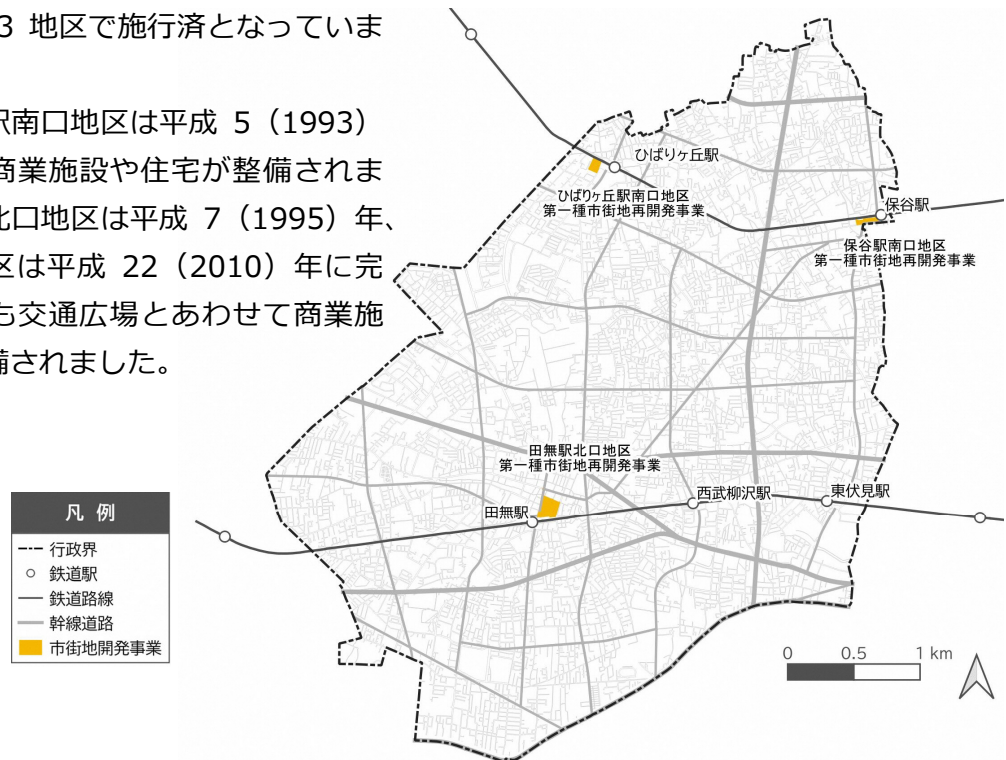 3 地区で施行済となっていま
駅南口地区は平成 5（1993）
商業施設や住宅が整備されま
北口地区は平成 7（1995）年、
区は平成 22（2010）年に完
も交通広場とあわせて商業施
備されました。
ひばりヶ丘駅
ひばりヶ丘駅南口地区
第一種市街地再開発事業
保谷駅
保谷駅南口地区
第一種市街地再開発事業
田無駅北口地区
第一種市街地再開発事業
田無駅
西武柳沢駅
東伏見駅
凡 例
行政界
鉄道駅
鉄道路線
幹線道路
市街地開発事業
0 0.5 1 km